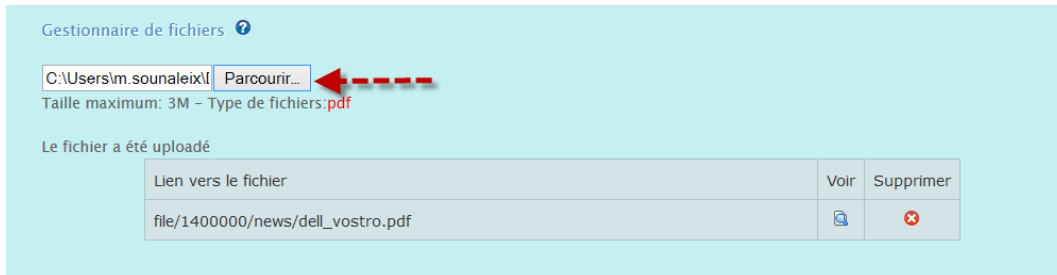 Gestionnaire de fichiers ?
C:\Users\m.sounaleix\ Parcourir...
Taille maximum: 3M – Type de fichiers:pdf
Le fichier a été uploadé
Lien vers le fichier Voir Supprimer
file/1400000/news/dell_vostro.pdf